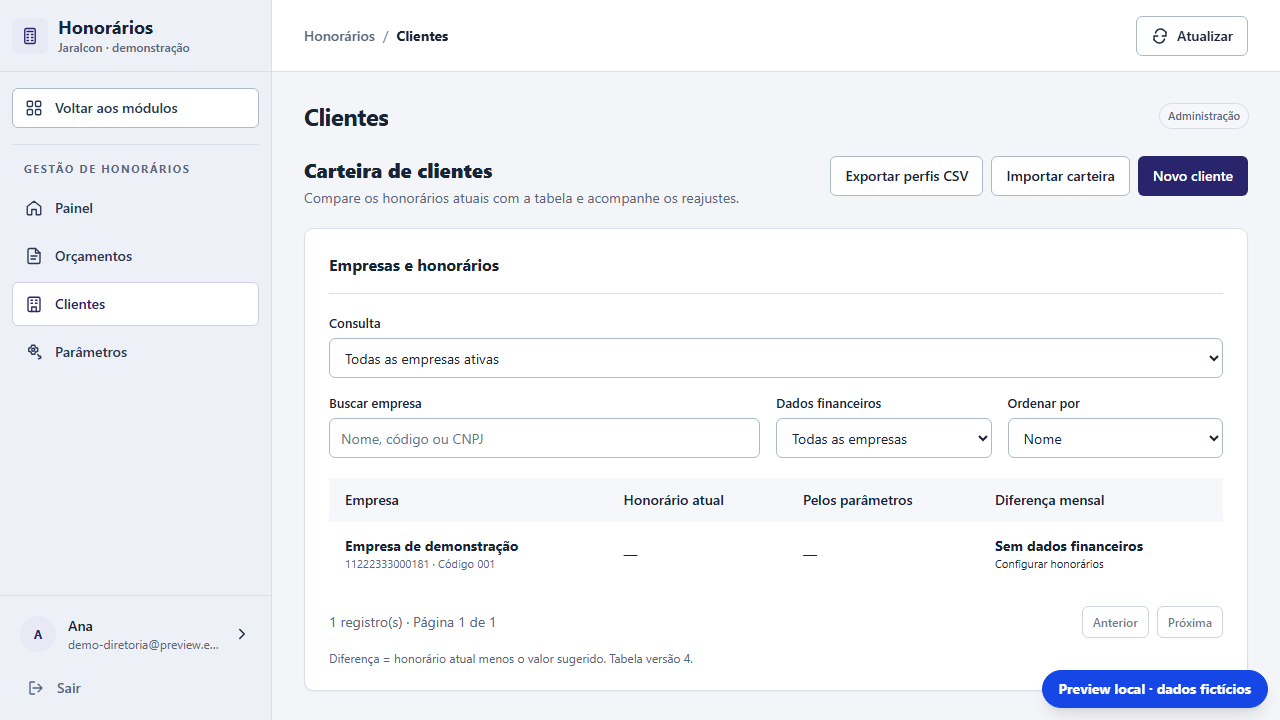 Honorários
Jaralcon · demonstração
Voltar aos módulos
GESTÃO DE HONORÁRIOS
Painel
Orçamentos
Clientes
Parâmetros
Ana
demo-diretoria@preview.e...
A
Sair
Honorários / Clientes
Atualizar
Clientes
Administração
Carteira de clientes
Compare os honorários atuais com a tabela e acompanhe os reajustes.
Exportar perfis CSV
Importar carteira
Novo cliente
Empresas e honorários
Consulta
Todas as empresas ativas
Buscar empresa
Dados financeiros
Ordenar por
Nome, código ou CNPJ
Todas as empresas
Nome
Empresa
Honorário atual
Pelos parâmetros
Diferença mensal
Empresa de demonstração
11222333000181 · Código 001
—
—
Sem dados financeiros
Configurar honorários
1 registro(s) · Página 1 de 1
Anterior
Próxima
Diferença = honorário atual menos o valor sugerido. Tabela versão 4.
Preview local · dados fictícios